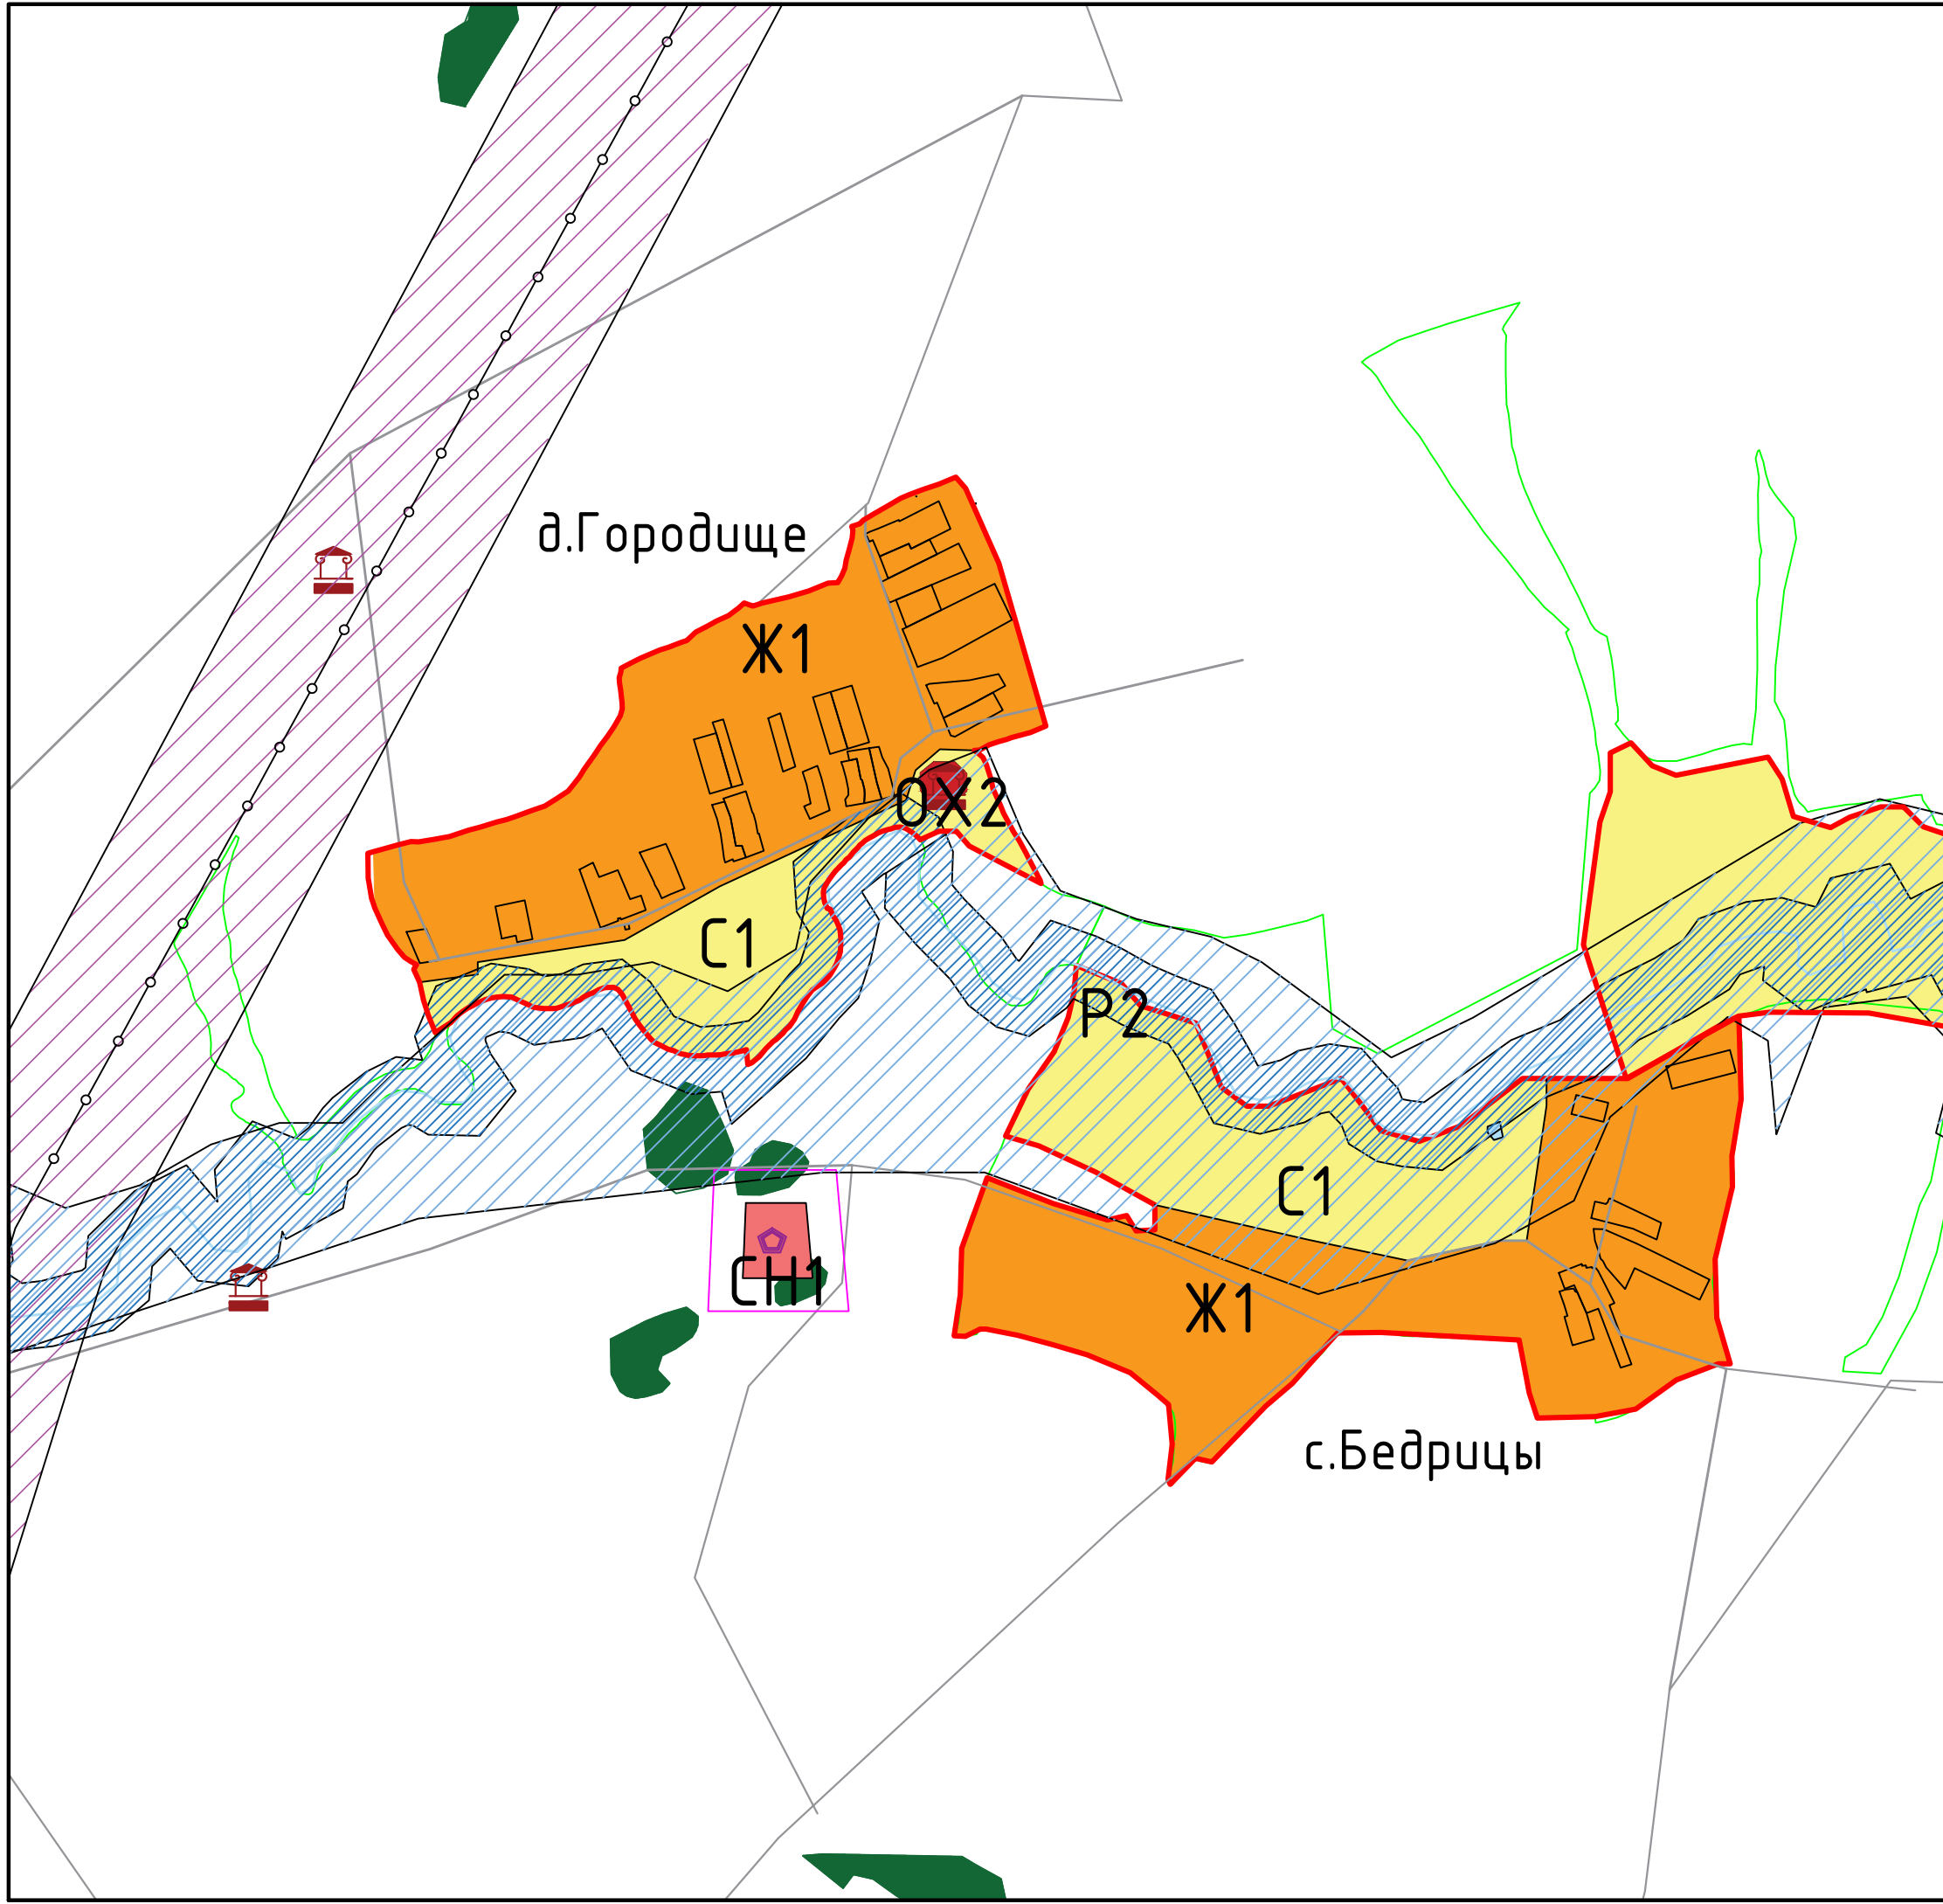 д.Городище
Ж1
ОХ2
С1
Р2
С1
СН1
Ж1
с.Бедрицы